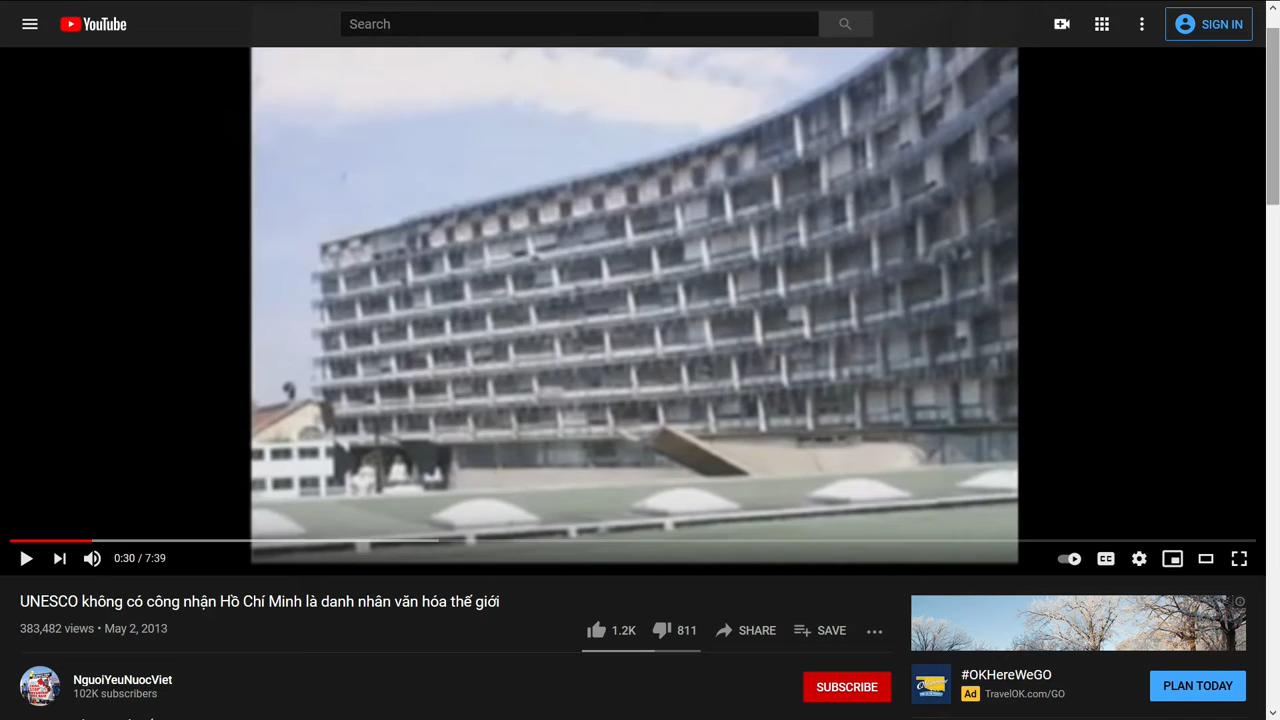 YouTube
Search
SIGN IN
0:30 / 7:39
CC
UNESCO không có công nhận Hồ Chí Minh là danh nhân văn hóa thế giới
383,482 views • May 2, 2013
1.2K
811
SHARE
SAVE
NguoiYeuNuocViet
102K subscribers
SUBSCRIBE
#OKHereWeGO
Ad TravelOK.com/GO
PLAN TODAY